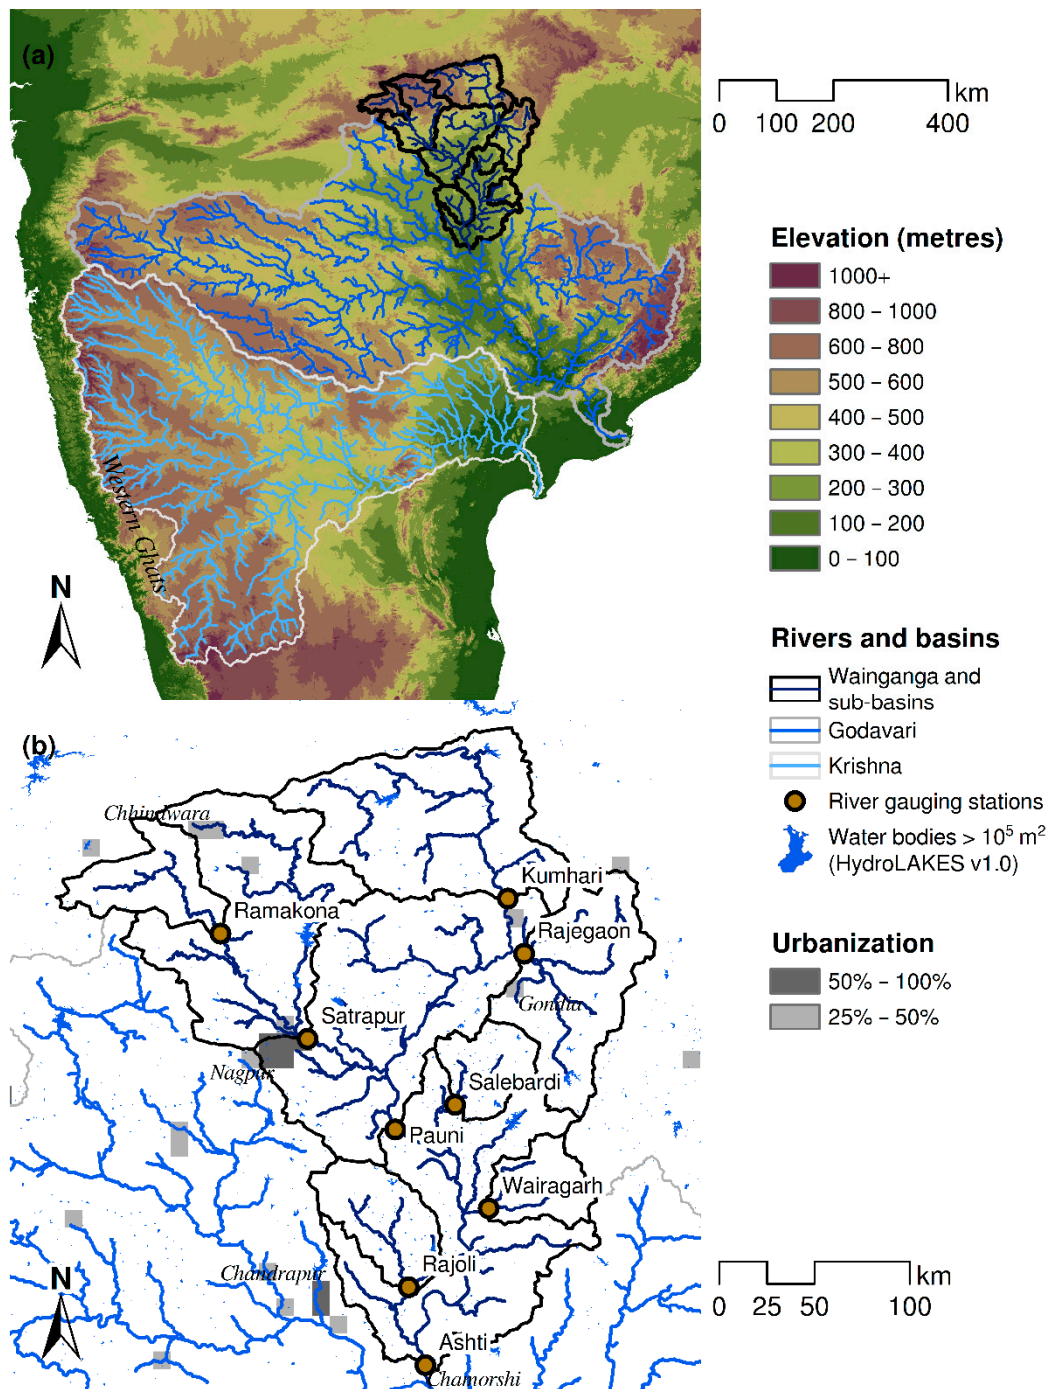 (a)
Western Ghats
N
km
0 100 200 400
Elevation (metres)
1000+
800 – 1000
600 – 800
500 – 600
400 – 500
300 – 400
200 – 300
100 – 200
0 – 100
Rivers and basins
Wainganga and
sub-basins
Godavari
Krishna
River gauging stations
Water bodies > 10⁵ m²
(HydroLAKES v1.0)
Urbanization
50% – 100%
25% – 50%
(b)
Chhindwara
Kumhari
Ramakona
Rajegaon
Gondia
Satrapur
Nagpur
Salebardi
Pauni
Wairagarh
Rajoli
Chandrapur
N
Ashti
Chamorshi
km
0 25 50 100